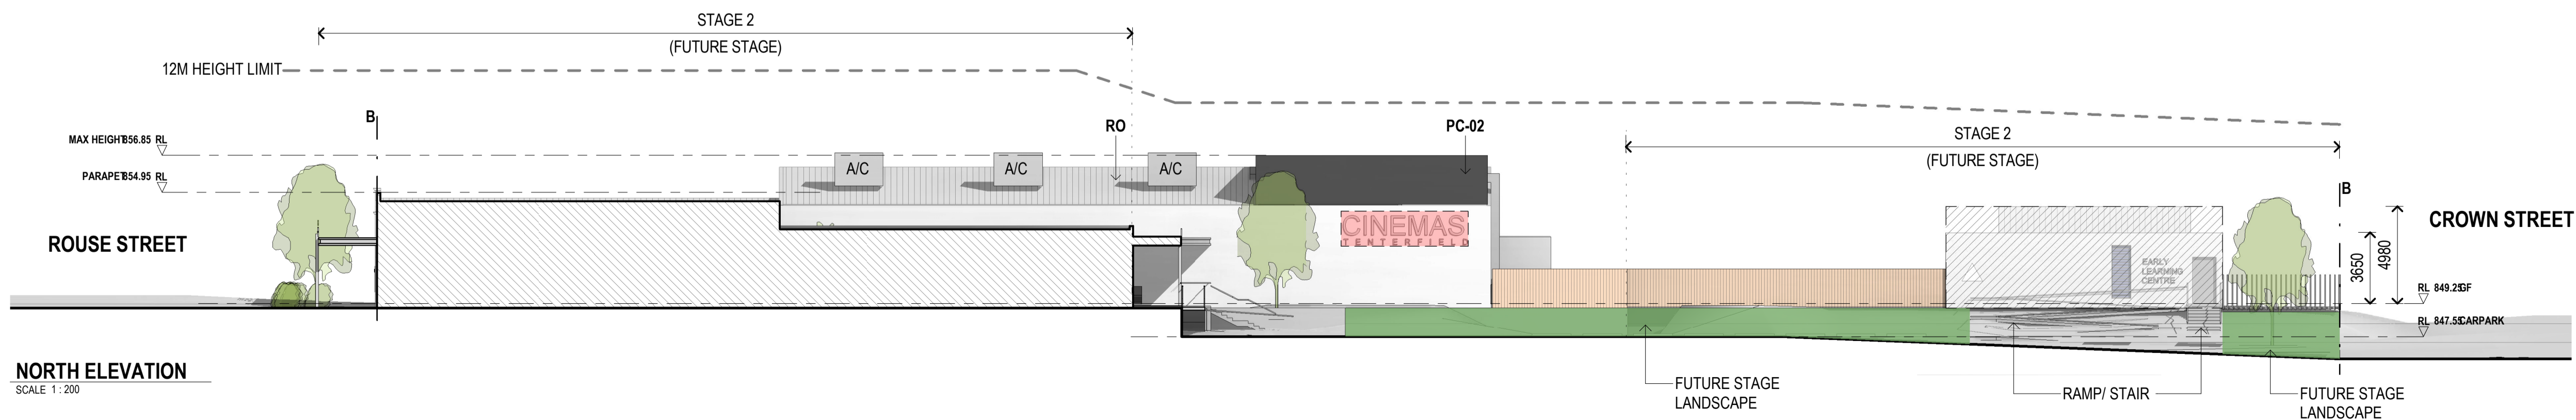 STAGE 2
(FUTURE STAGE)
12M HEIGHT LIMIT
B
RO
PC-02
STAGE 2
(FUTURE STAGE)
MAX HEIGHT 856.85 RL
A/C
A/C
A/C
PARAPET 854.95 RL
B
ROUSE STREET
CINEMAS
TENTERFIELD
CROWN STREET
3650
4980
EARLY
LEARNING
CENTRE
RL 849.25 GF
RL 847.55 CARPARK
NORTH ELEVATION
SCALE 1 : 200
FUTURE STAGE
LANDSCAPE
RAMP/ STAIR
FUTURE STAGE
LANDSCAPE